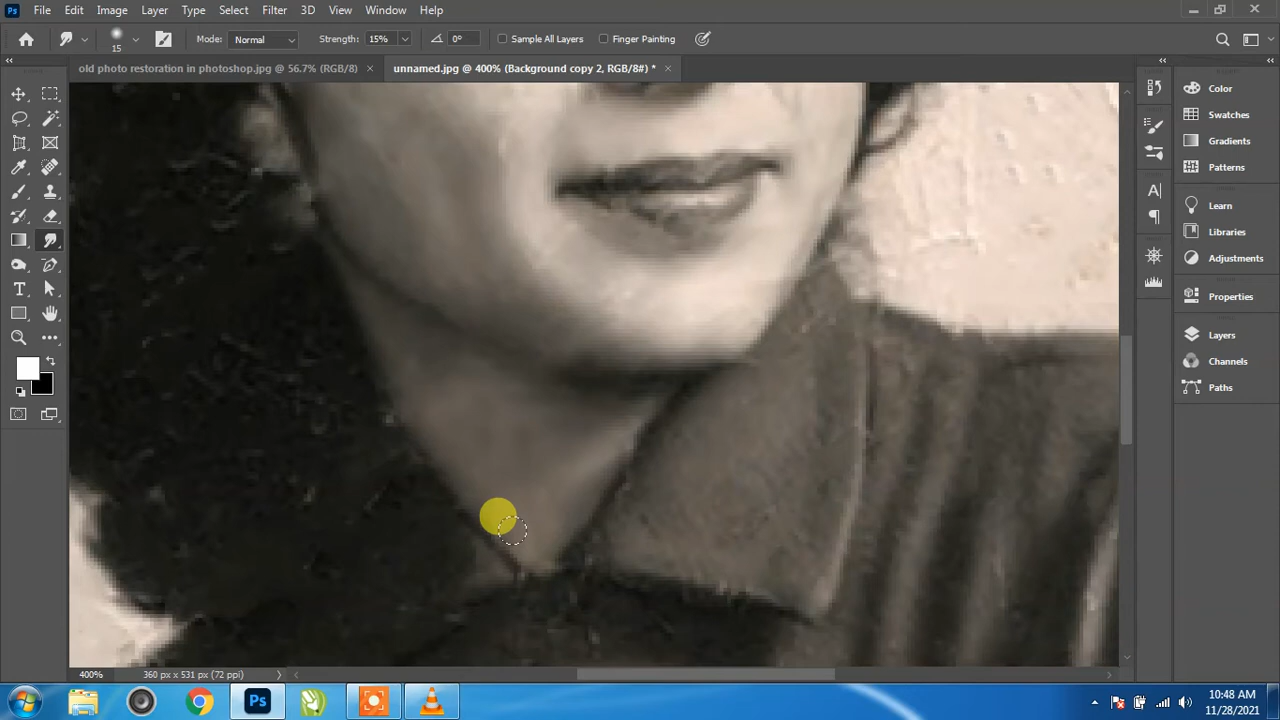 Ps File Edit Image Layer Type Select Filter 3D View Window Help
15 Mode: Normal Strength: 15% 0° Sample All Layers Finger Painting
old photo restoration in photoshop.jpg @ 56.7% (RGB/8) × unnamed.jpg @ 400% (Background copy 2, RGB/8#) * ×
Color
Swatches
Gradients
Patterns
Learn
Libraries
Adjustments
Properties
Layers
Channels
Paths
400% 360 px x 531 px (72 ppi)
Ps
10:48 AM
11/28/2021